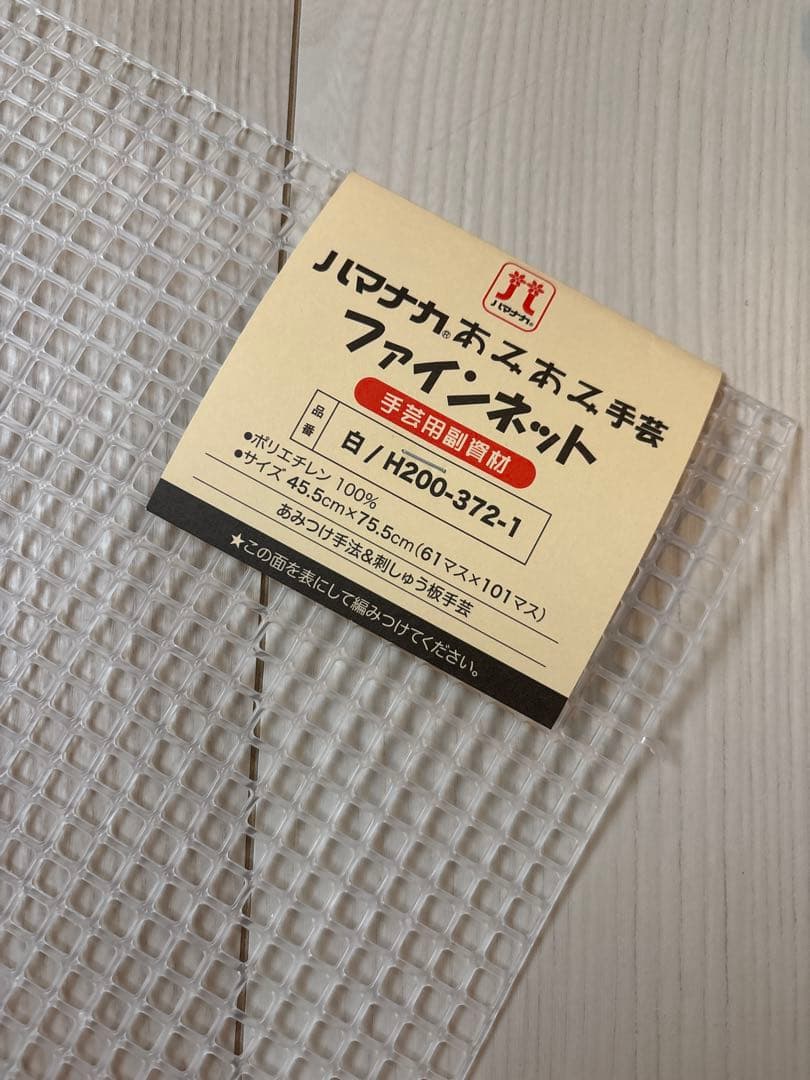 ハマナカ®
ハマナカ®あみあみ手芸
ファインネット
手芸用副資材
品番 白/H200-372-1
●ポリエチレン 100%
●サイズ 45.5cm×75.5cm(61マス×101マス)
あみつけ手法&刺しゅう板手芸
★この面を表にして編みつけてください。